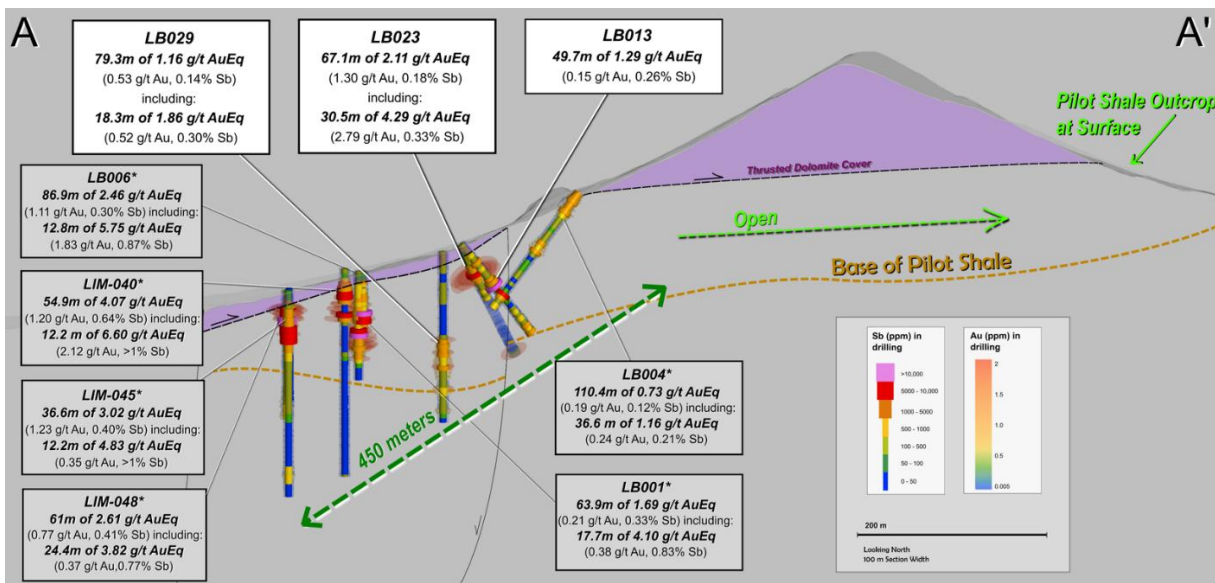 A
A'
LB029
79.3m of 1.16 g/t AuEq
(0.53 g/t Au, 0.14% Sb)
including:
18.3m of 1.86 g/t AuEq
(0.52 g/t Au, 0.30% Sb)
LB023
67.1m of 2.11 g/t AuEq
(1.30 g/t Au, 0.18% Sb)
including:
30.5m of 4.29 g/t AuEq
(2.79 g/t Au, 0.33% Sb)
LB013
49.7m of 1.29 g/t AuEq
(0.15 g/t Au, 0.26% Sb)
Pilot Shale Outcrop
at Surface
Thrusted Dolomite Cover
Open
Base of Pilot Shale
450 meters
LB006*
86.9m of 2.46 g/t AuEq
(1.11 g/t Au, 0.30% Sb) including:
12.8m of 5.75 g/t AuEq
(1.83 g/t Au, 0.87% Sb)
LIM-040*
54.9m of 4.07 g/t AuEq
(1.20 g/t Au, 0.64% Sb) including:
12.2 m of 6.60 g/t AuEq
(2.12 g/t Au, >1% Sb)
LIM-045*
36.6m of 3.02 g/t AuEq
(1.23 g/t Au, 0.40% Sb) including:
12.2m of 4.83 g/t AuEq
(0.35 g/t Au, >1% Sb)
LIM-048*
61m of 2.61 g/t AuEq
(0.77 g/t Au, 0.41% Sb) including:
24.4m of 3.82 g/t AuEq
(0.37 g/t Au,0.77% Sb)
LB004*
110.4m of 0.73 g/t AuEq
(0.19 g/t Au, 0.12% Sb) including:
36.6 m of 1.16 g/t AuEq
(0.24 g/t Au, 0.21% Sb)
LB001*
63.9m of 1.69 g/t AuEq
(0.21 g/t Au, 0.33% Sb) including:
17.7m of 4.10 g/t AuEq
(0.38 g/t Au, 0.83% Sb)
Sb (ppm) in
drilling
>10,000
5000 - 10,000
1000 - 5000
500 - 1000
100 - 500
50 - 100
0 - 50
Au (ppm) in
drilling
2
1.5
1.0
0.5
0.005
200 m
Looking North
100 m Section Width